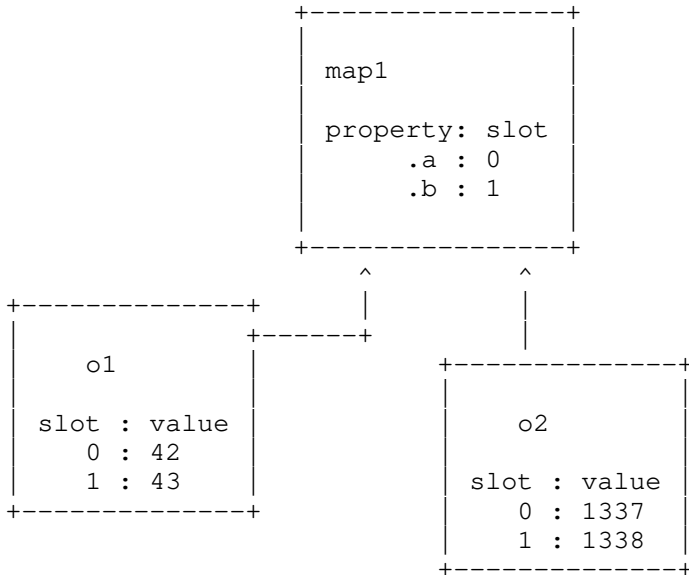 map1
property: slot
.a : 0
.b : 1
o1
slot : value
0 : 42
1 : 43
o2
slot : value
0 : 1337
1 : 1338